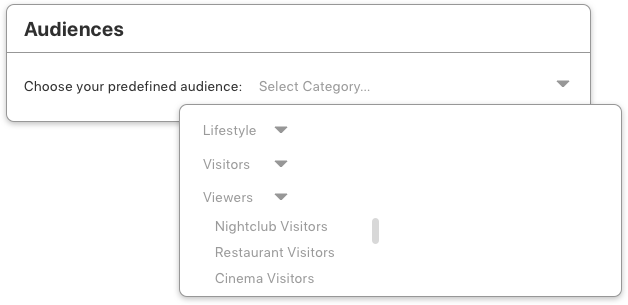 Audiences
Choose your predefined audience: Select Category...
Lifestyle
Visitors
Viewers
Nightclub Visitors
Restaurant Visitors
Cinema Visitors